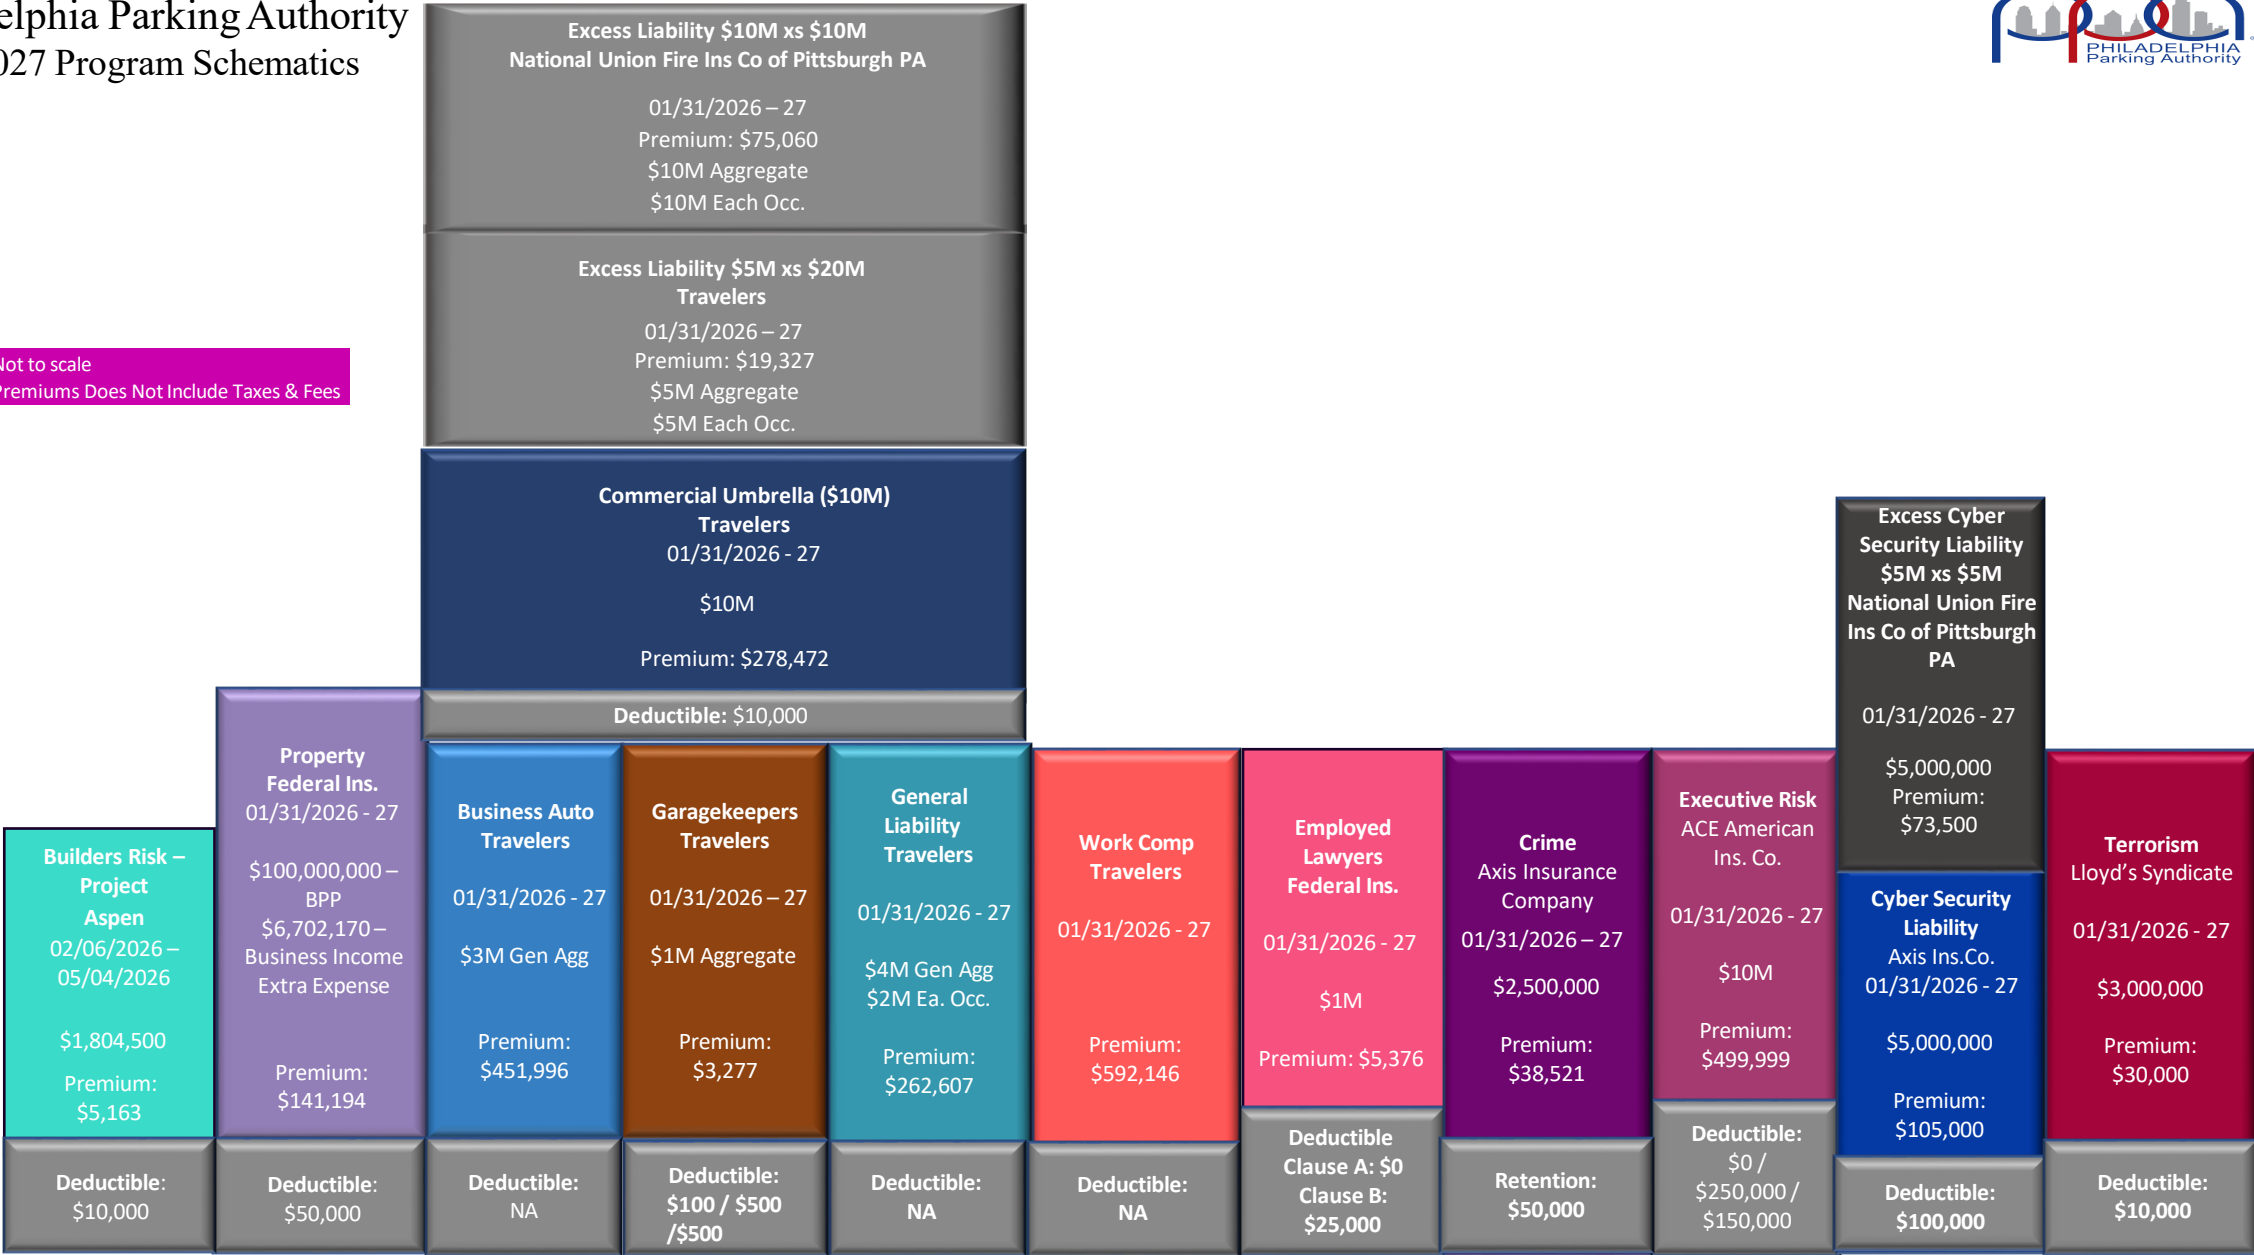 elphia Parking Authority
027 Program Schematics
PHILADELPHIA
Parking Authority
Not to scale
Premiums Does Not Include Taxes & Fees
Excess Liability $10M xs $10M
National Union Fire Ins Co of Pittsburgh PA
01/31/2026 – 27
Premium: $75,060
$10M Aggregate
$10M Each Occ.
Excess Liability $5M xs $20M
Travelers
01/31/2026 – 27
Premium: $19,327
$5M Aggregate
$5M Each Occ.
Commercial Umbrella ($10M)
Travelers
01/31/2026 - 27
$10M
Premium: $278,472
Deductible: $10,000
Builders Risk –
Project
Aspen
02/06/2026 –
05/04/2026
$1,804,500
Premium:
$5,163
Deductible:
$10,000
Property
Federal Ins.
01/31/2026 - 27
$100,000,000 –
BPP
$6,702,170 –
Business Income
Extra Expense
Premium:
$141,194
Deductible:
$50,000
Business Auto
Travelers
01/31/2026 - 27
$3M Gen Agg
Premium:
$451,996
Deductible:
NA
Garagekeepers
Travelers
01/31/2026 – 27
$1M Aggregate
Premium:
$3,277
Deductible:
$100 / $500
/$500
General
Liability
Travelers
01/31/2026 - 27
$4M Gen Agg
$2M Ea. Occ.
Premium:
$262,607
Deductible:
NA
Work Comp
Travelers
01/31/2026 - 27
Premium:
$592,146
Deductible:
NA
Employed
Lawyers
Federal Ins.
01/31/2026 - 27
$1M
Premium: $5,376
Deductible
Clause A: $0
Clause B:
$25,000
Crime
Axis Insurance
Company
01/31/2026 – 27
$2,500,000
Premium:
$38,521
Retention:
$50,000
Executive Risk
ACE American
Ins. Co.
01/31/2026 - 27
$10M
Premium:
$499,999
Deductible:
$0 /
$250,000 /
$150,000
Excess Cyber
Security Liability
$5M xs $5M
National Union Fire
Ins Co of Pittsburgh
PA
01/31/2026 - 27
$5,000,000
Premium:
$73,500
Cyber Security
Liability
Axis Ins.Co.
01/31/2026 - 27
$5,000,000
Premium:
$105,000
Deductible:
$100,000
Terrorism
Lloyd’s Syndicate
01/31/2026 - 27
$3,000,000
Premium:
$30,000
Deductible:
$10,000